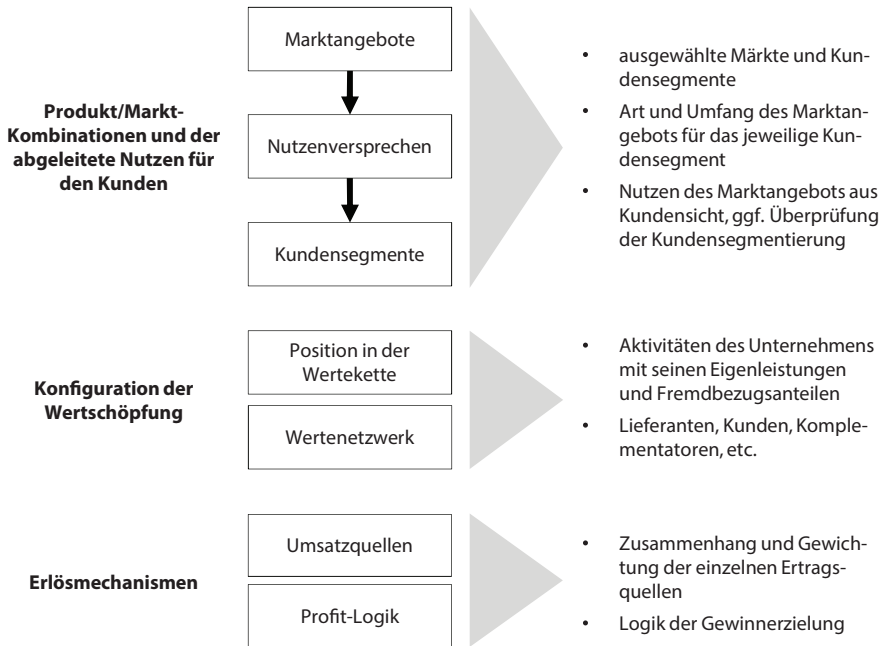 Marktangebote
Produkt/Markt-
Kombinationen und der
abgeleitete Nutzen für
den Kunden
Nutzenversprechen
Kundensegmente
• ausgewählte Märkte und Kun-
densegmente
• Art und Umfang des Marktan-
gebots für das jeweilige Kun-
densegment
• Nutzen des Marktangebots aus
Kundensicht, ggf. Überprüfung
der Kundensegmentierung
Konfiguration der
Wertschöpfung
Position in der
Wertekette
Wertenetzwerk
• Aktivitäten des Unternehmens
mit seinen Eigenleistungen
und Fremdbezugsanteilen
• Lieferanten, Kunden, Komple-
mentatoren, etc.
Erlösmechanismen
Umsatzquellen
Profit-Logik
• Zusammenhang und Gewich-
tung der einzelnen Ertrags-
quellen
• Logik der Gewinnerzielung